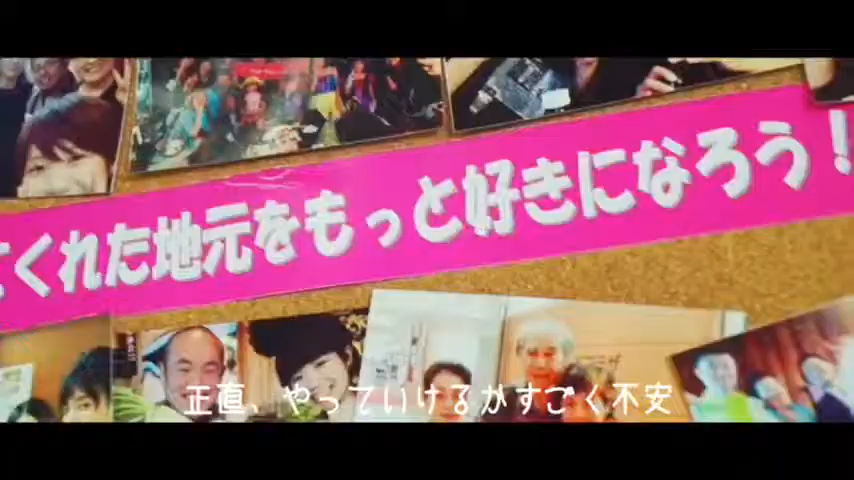 てくれた地元をもっと好きになろう!
正直、やっていけるかすごく不安